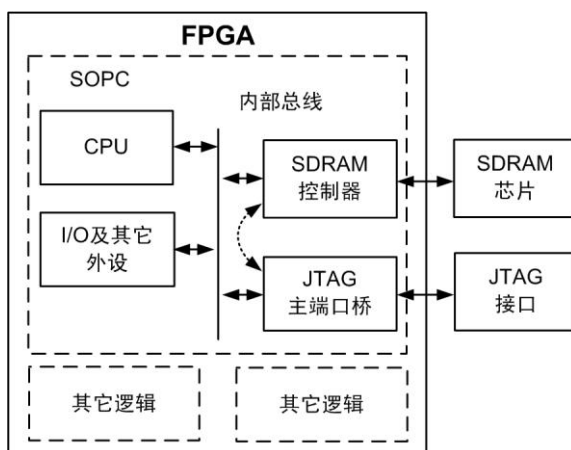 FPGA
SOPC
内部总线
CPU
SDRAM
控制器
SDRAM
芯片
I/O及其它
外设
JTAG
主端口桥
JTAG
接口
其它逻辑
其它逻辑